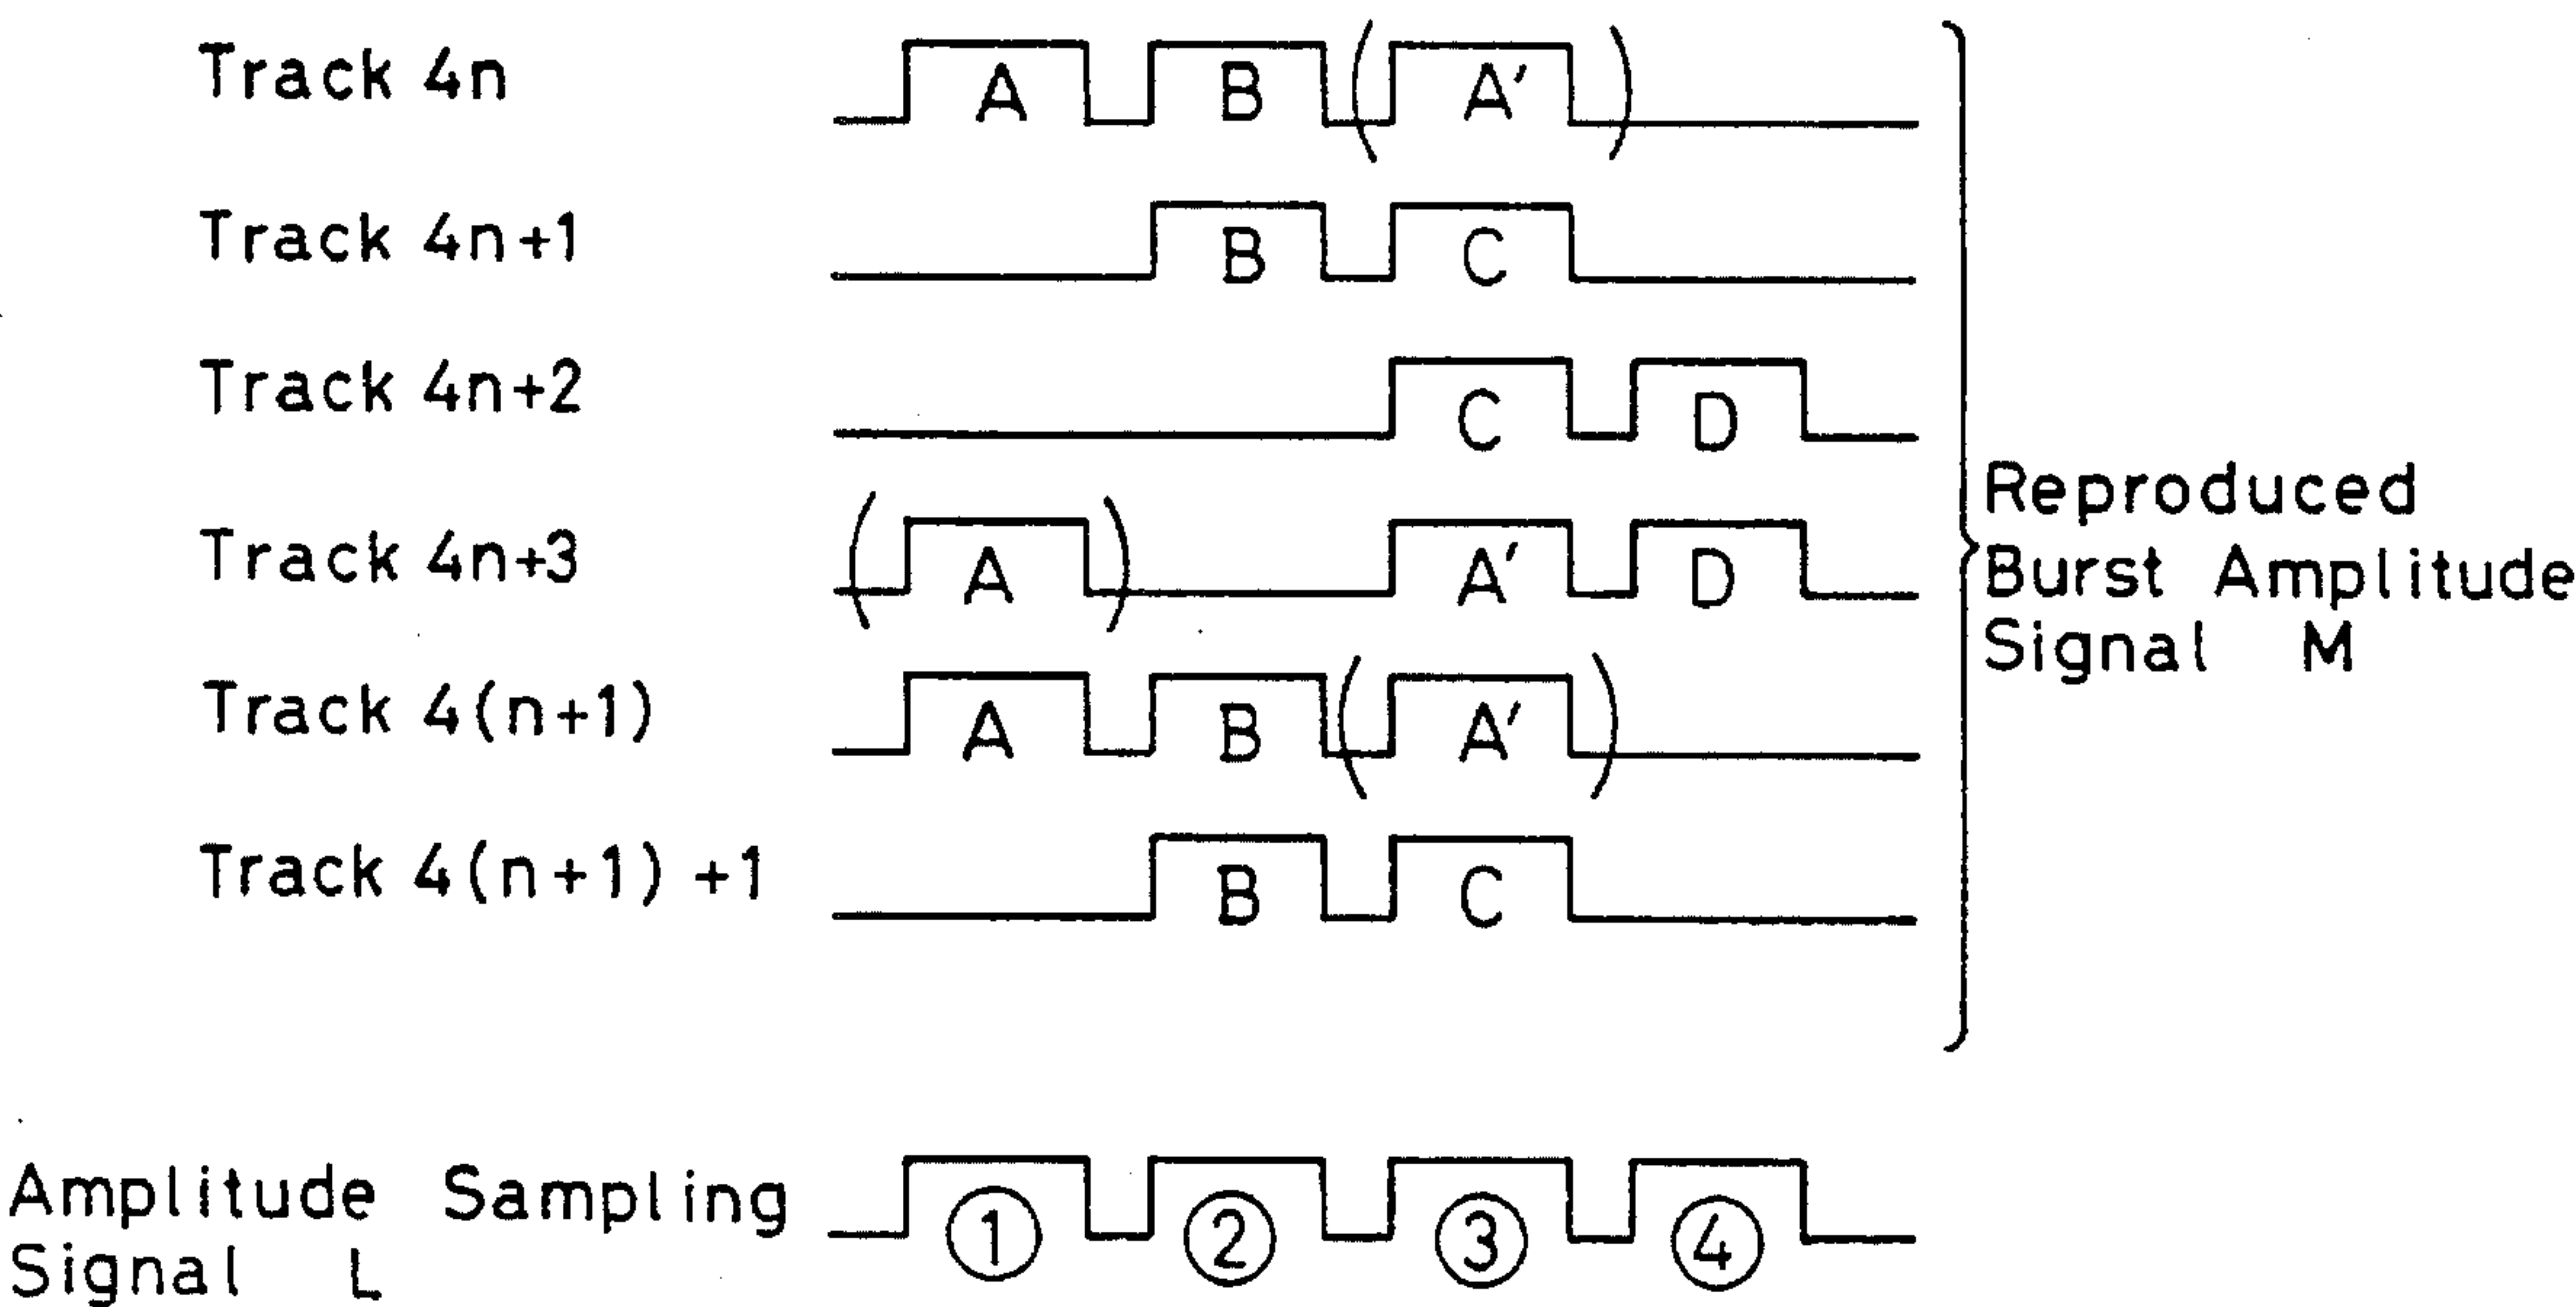 Track 4n A B (A′)
Track 4n+1 B C
Track 4n+2 C D
Track 4n+3 (A) A′ D
Track 4(n+1) A B (A′)
Track 4(n+1)+1 B C
Reproduced
Burst Amplitude
Signal M
Amplitude Sampling
Signal L
① ② ③ ④